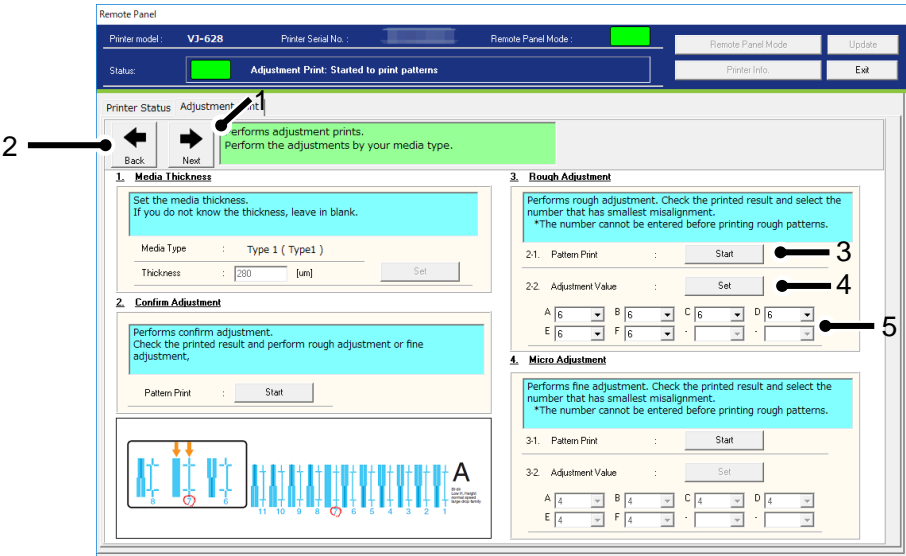 Remote Panel
Printer model : VJ-628 Printer Serial No. : Remote Panel Mode : Remote Panel Mode Update
Status: Adjustment Print: Started to print patterns Printer Info. Exit
Printer Status Adjustment
1
2
Back Next
erforms adjustment prints.
Perform the adjustments by your media type.
1. Media Thickness
Set the media thickness.
If you do not know the thickness, leave in blank.
Media Type : Type 1 ( Type1 )
Thickness : 280 [um] Set
2. Confirm Adjustment
Performs confirm adjustment.
Check the printed result and perform rough adjustment or fine
adjustment,
Pattern Print : Start
8 7 6
11 10 9 8 7 6 5 4 3 2 1
A
3. Rough Adjustment
Performs rough adjustment. Check the printed result and select the
number that has smallest misalignment.
*The number cannot be entered before printing rough patterns.
2-1. Pattern Print : Start
3
2-2. Adjustment Value : Set
4
A 6 B 6 C 6 D 6
E 6 F 6 - -
5
4. Micro Adjustment
Performs fine adjustment. Check the printed result and select the
number that has smallest misalignment.
*The number cannot be entered before printing rough patterns.
3-1. Pattern Print : Start
3-2. Adjustment Value : Set
A 4 B 4 C 4 D 4
E 4 F 4 - -